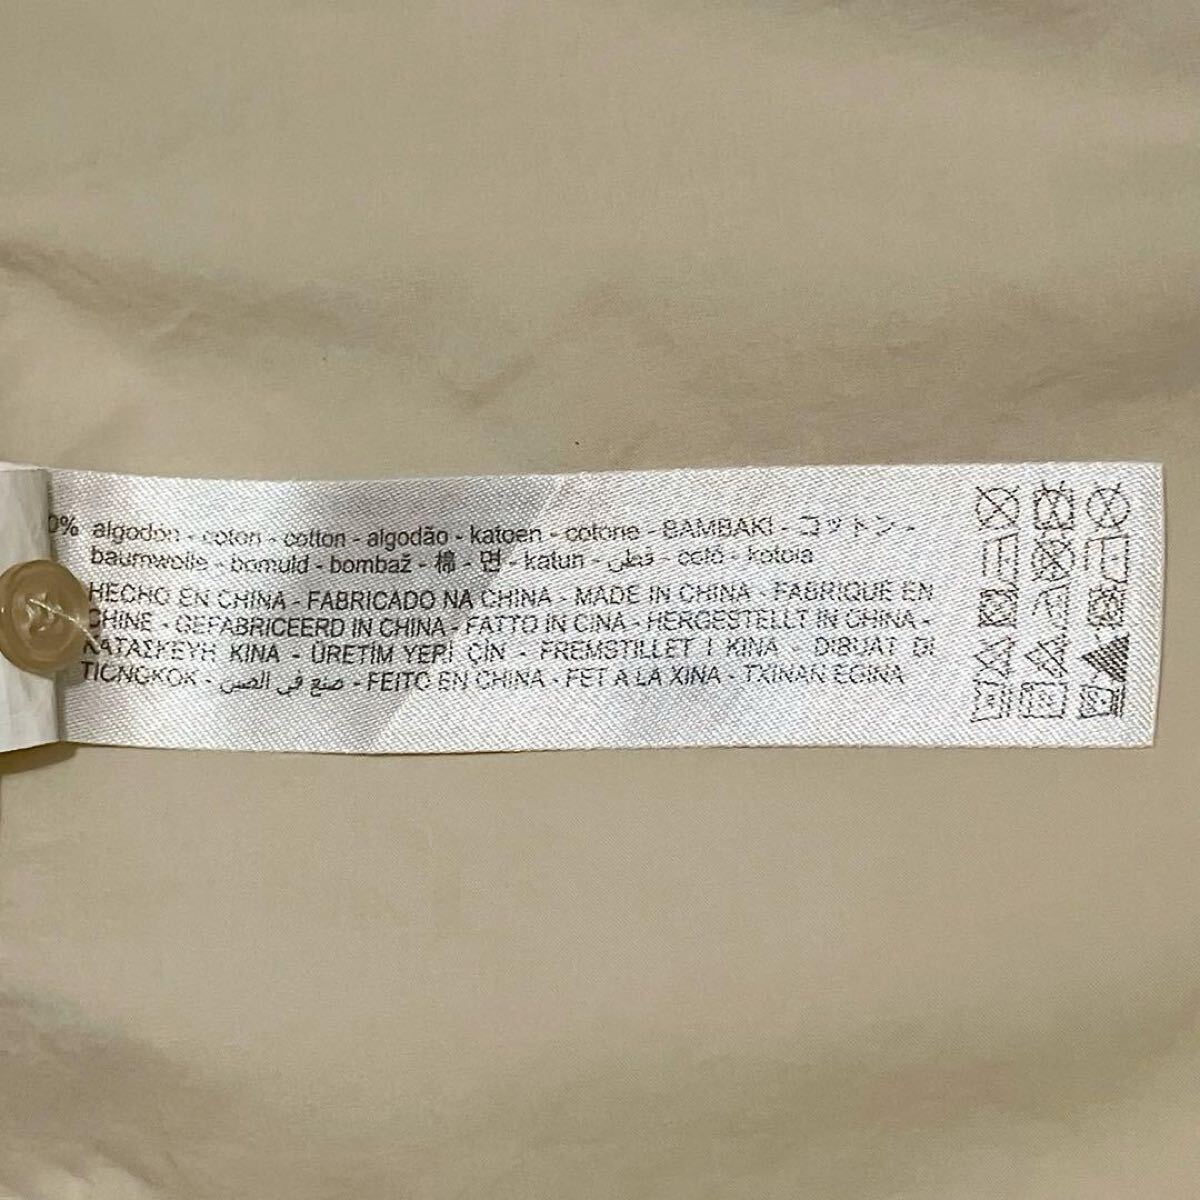 0% algodón - coton - cotton - algodão - katoen - cotone - BAMBAKI - コットン -
baumwolle - bomuld - bombaž - 棉 - 면 - katun - قطن - cotó - kotoia
HECHO EN CHINA - FABRICADO NA CHINA - MADE IN CHINA - FABRIQUE EN
CHINE - GEFABRICEERD IN CHINA - FATTO IN CINA - HERGESTELLT IN CHINA -
ΚΑΤΑΣΚΕΥΗ ΚΙΝΑ - ÜRETİM YERİ ÇİN - FREMSTILLET I KINA - DIBUAT DI
TIONGKOK - صنع في الصين - FEITO EN CHINA - FET A LA XINA - TXINAN EGINA